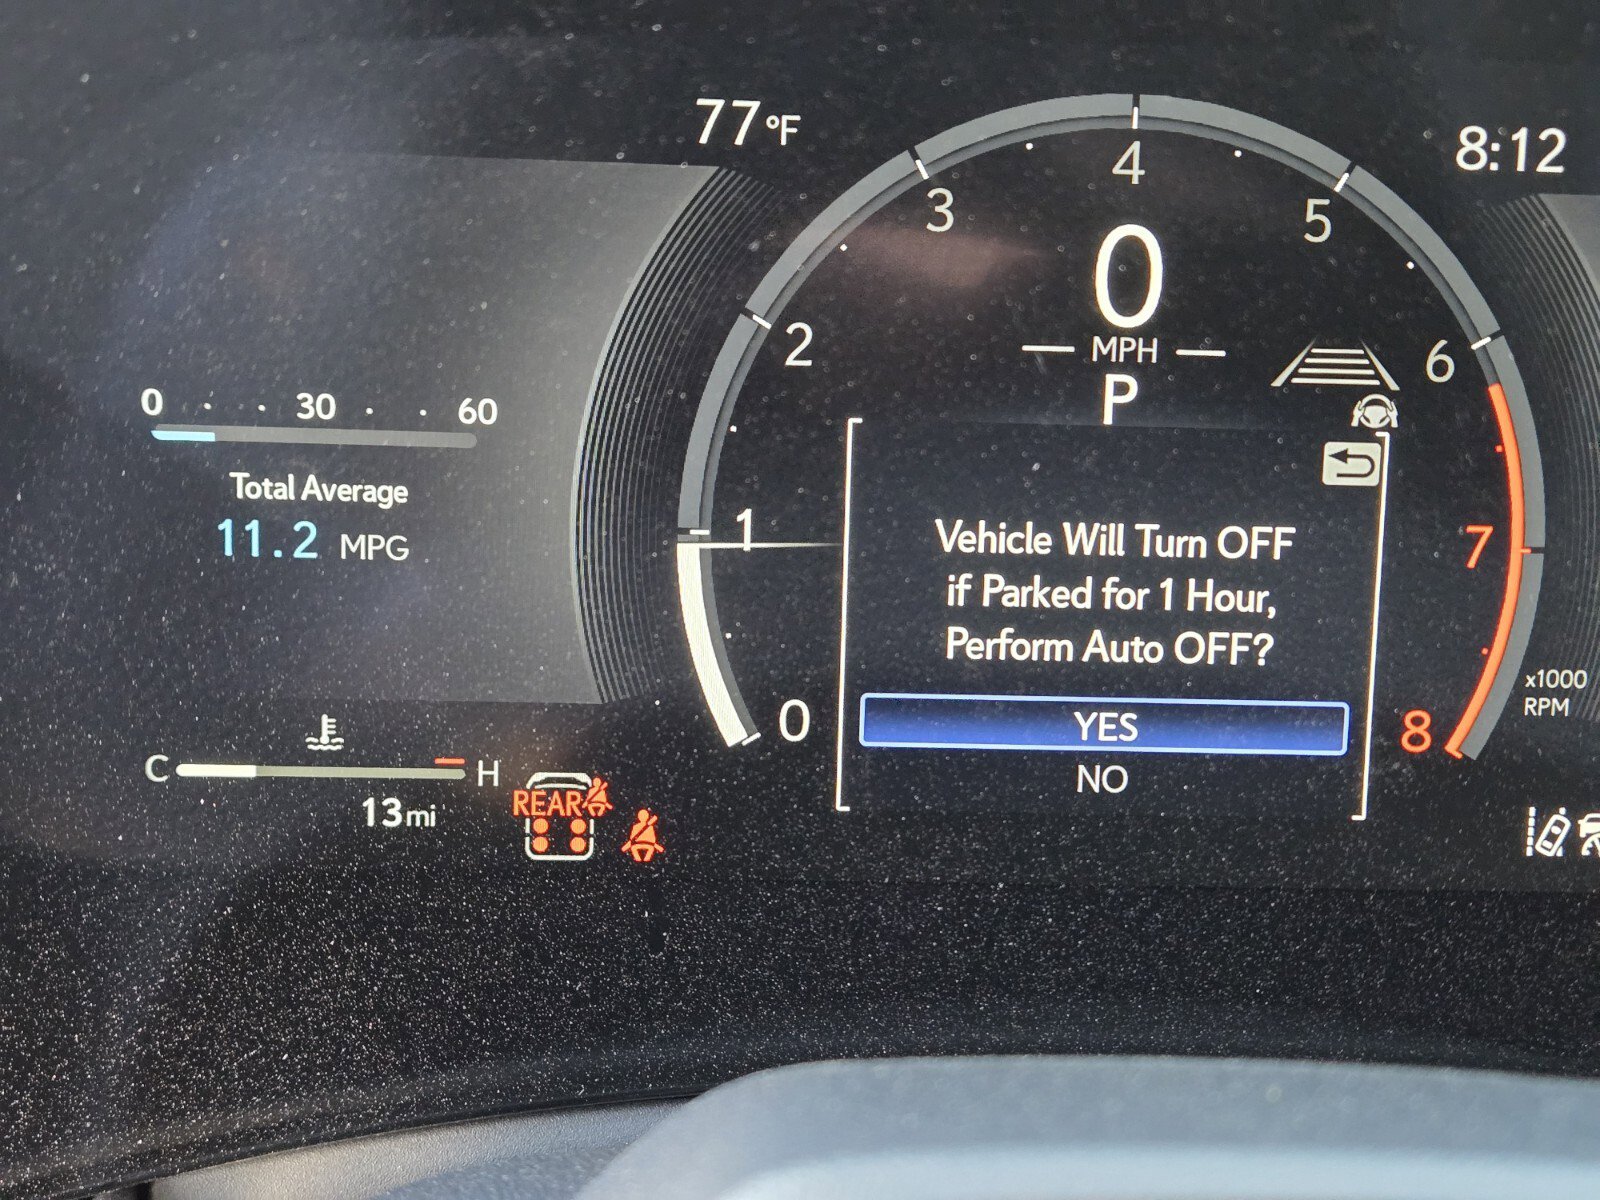 77°F
8:12
0 30 60
Total Average
11.2 MPG
C H
13 mi
REAR
0
1
2
3
4
5
6
7
8
0
MPH
P
Vehicle Will Turn OFF
if Parked for 1 Hour,
Perform Auto OFF?
YES
NO
x1000
RPM